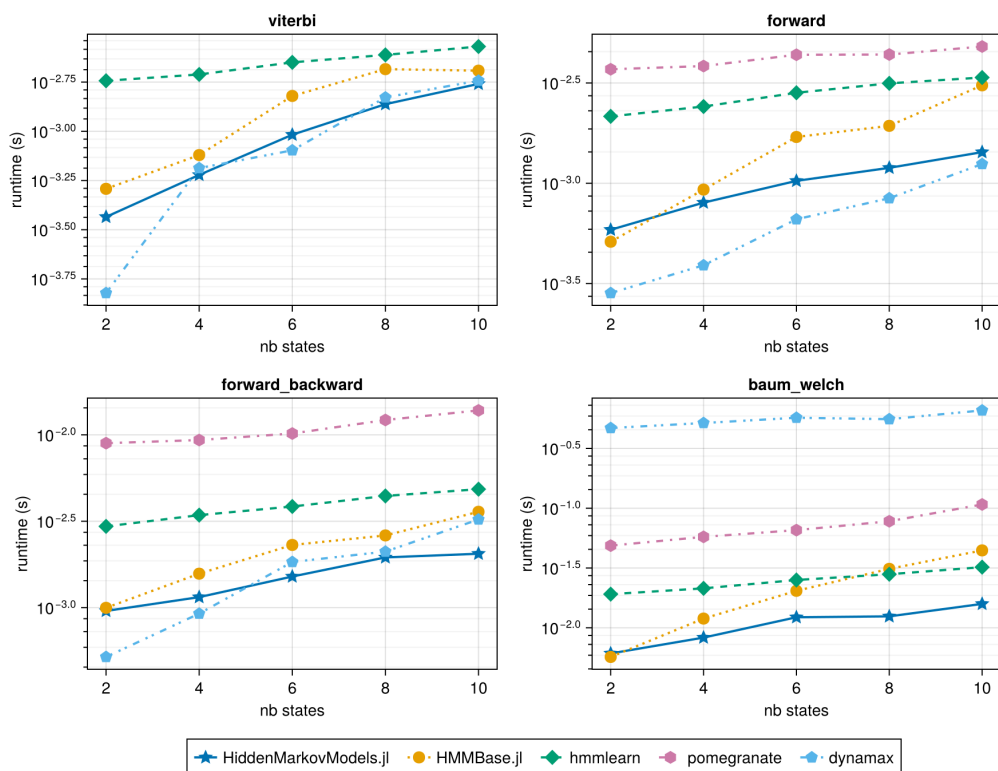 viterbi
10^−2.75
10^−3.00
10^−3.25
10^−3.50
10^−3.75
runtime (s)
2 4 6 8 10
nb states
forward
10^−2.5
10^−3.0
10^−3.5
runtime (s)
2 4 6 8 10
nb states
forward_backward
10^−2.0
10^−2.5
10^−3.0
runtime (s)
2 4 6 8 10
nb states
baum_welch
10^−0.5
10^−1.0
10^−1.5
10^−2.0
runtime (s)
2 4 6 8 10
nb states
HiddenMarkovModels.jl HMMBase.jl hmmlearn pomegranate dynamax